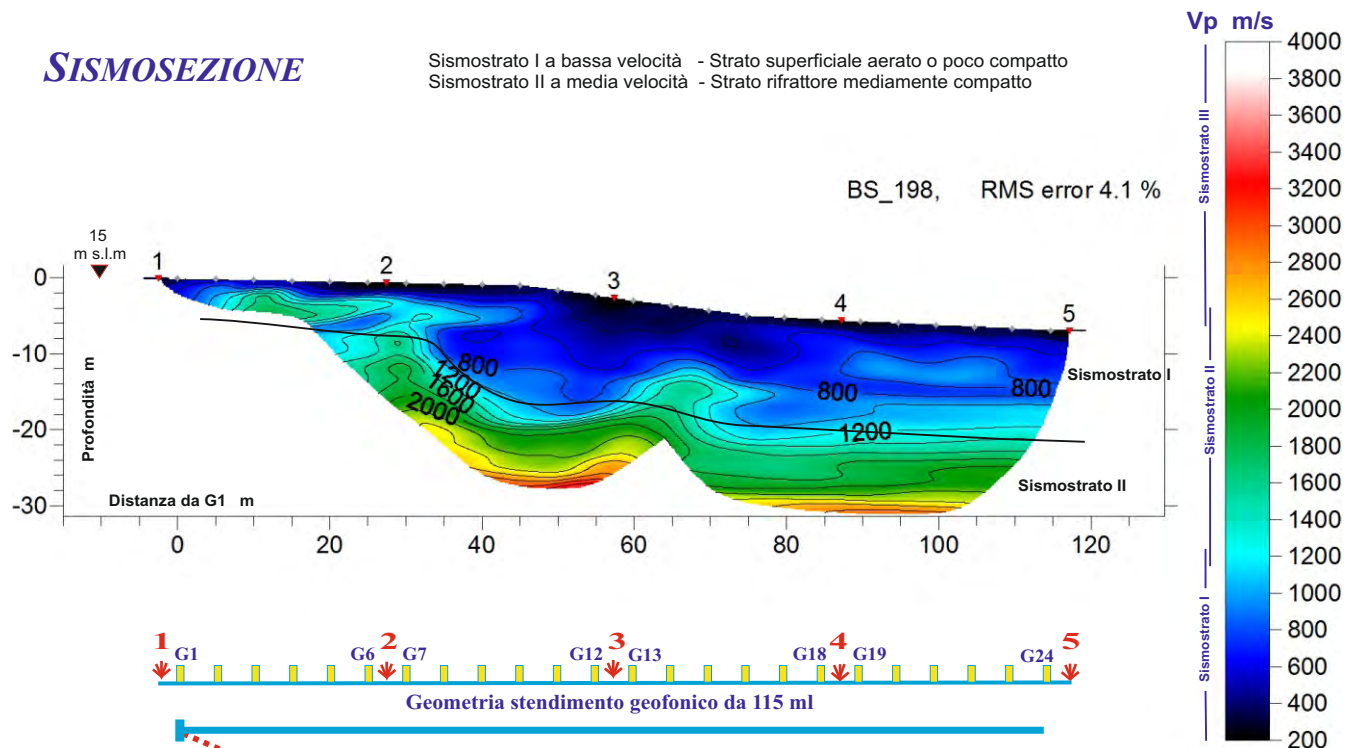 SISMOSEZIONE
Sismostrato I a bassa velocità - Strato superficiale aerato o poco compatto
Sismostrato II a media velocità - Strato rifrattore mediamente compatto
BS_198, RMS error 4.1 %
15
m s.l.m
1
2
3
4
5
0
-10
-20
-30
Profondità m
800
1200
1600
2000
800
800
1200
Sismostrato I
Sismostrato II
Distanza da G1 m
0
20
40
60
80
100
120
Vp m/s
4000
3800
3600
3400
3200
3000
2800
2600
2400
2200
2000
1800
1600
1400
1200
1000
800
600
400
200
Sismostrato III
Sismostrato II
Sismostrato I
1
2
3
4
5
G1
G6
G7
G12
G13
G18
G19
G24
Geometria stendimento geofonico da 115 ml